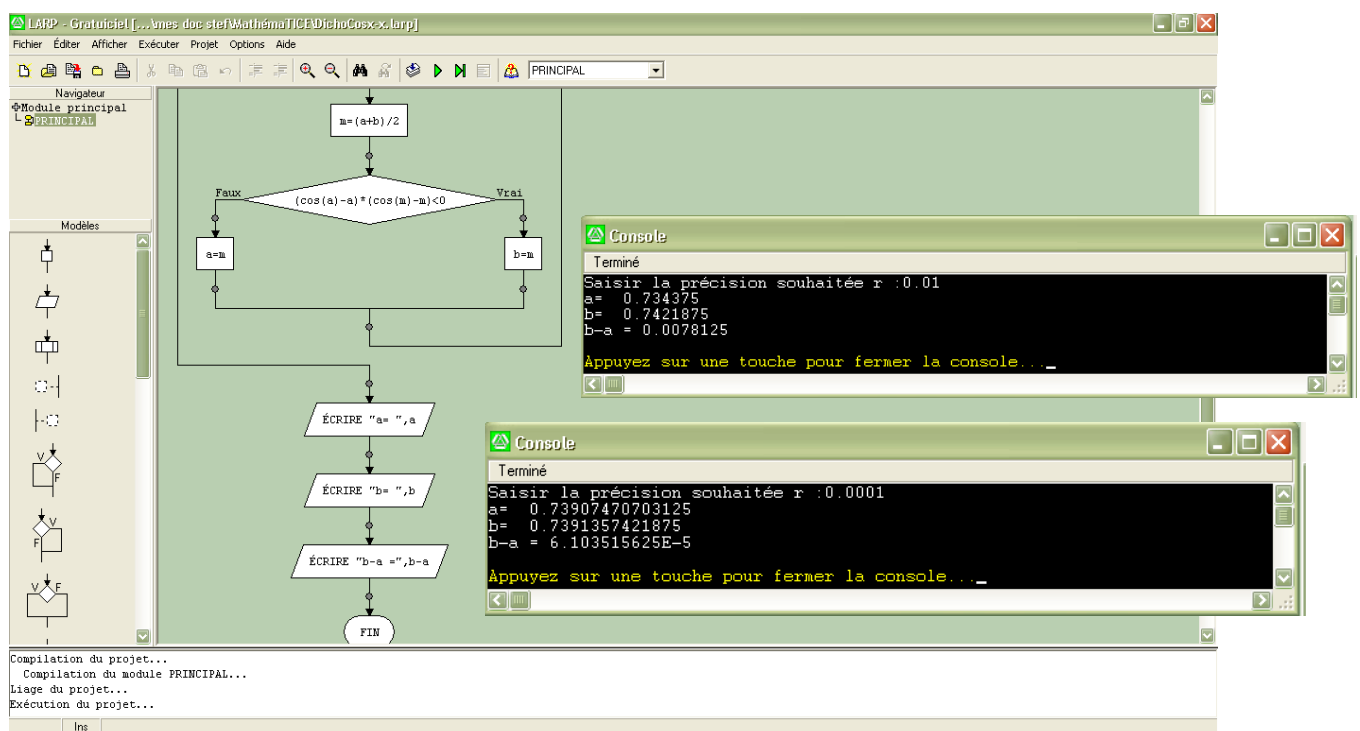 LARP - Gratuiciel [...\mes doc stef\MathémaTICE\DichoCosx-x.larp]
Fichier Éditer Afficher Exécuter Projet Options Aide
PRINCIPAL
Navigateur
Module principal
PRINCIPAL
Modèles
V
F
V
F
V F
m=(a+b)/2
Faux
(cos(a)-a)*(cos(m)-m)<0
Vrai
a=m
b=m
ÉCRIRE "a= ",a
ÉCRIRE "b= ",b
ÉCRIRE "b-a =",b-a
FIN
Console
Terminé
Saisir la précision souhaitée r :0.01
a=  0.734375
b=  0.7421875
b-a = 0.0078125
Appuyez sur une touche pour fermer la console..._
Console
Terminé
Saisir la précision souhaitée r :0.0001
a=  0.73907470703125
b=  0.7391357421875
b-a = 6.103515625E-5
Appuyez sur une touche pour fermer la console..._
Compilation du projet...
Compilation du module PRINCIPAL...
Liage du projet...
Exécution du projet...
Ins